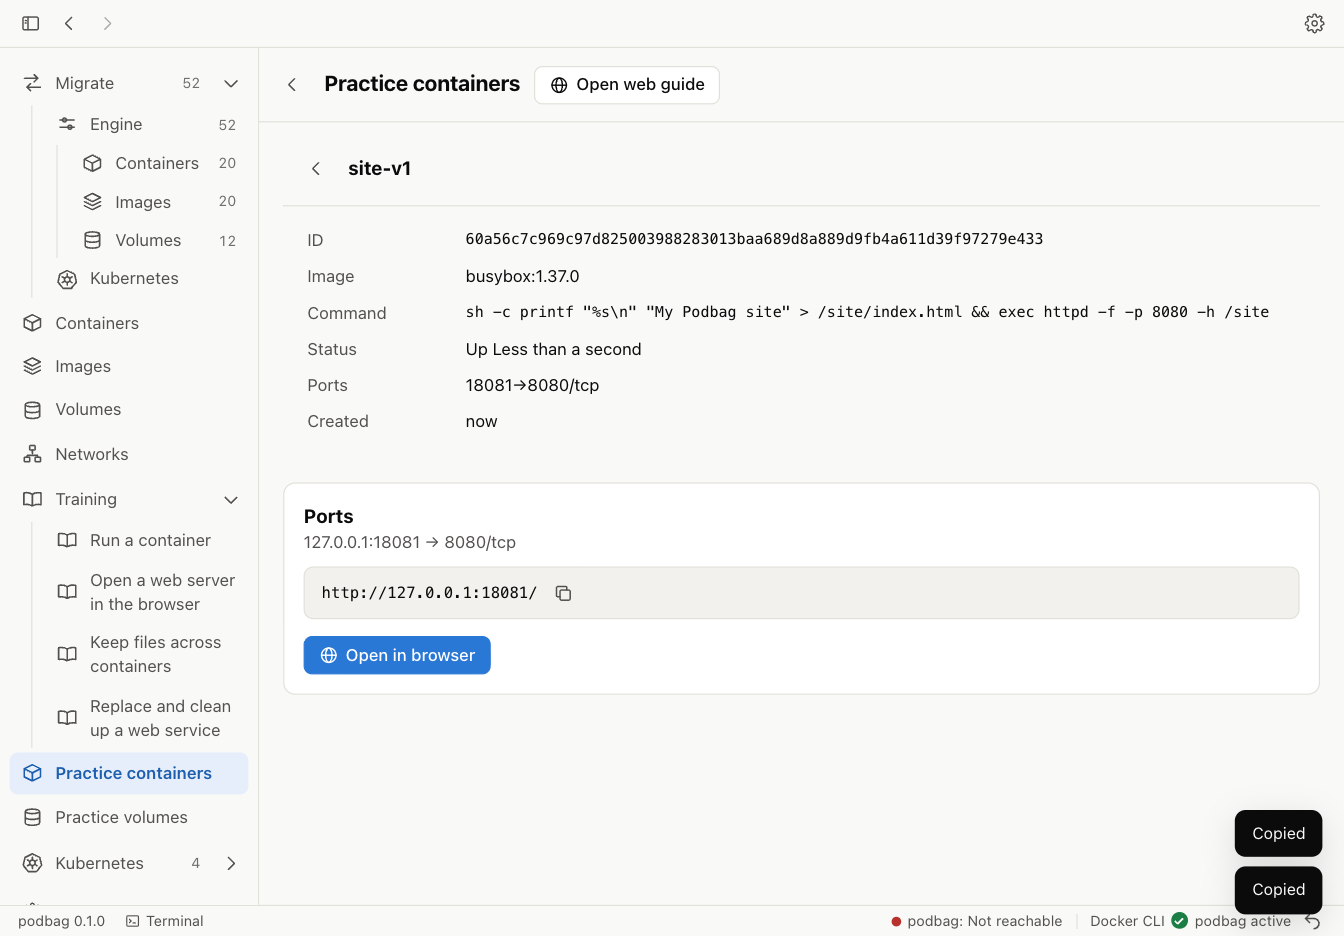 Migrate 52
Engine 52
Containers 20
Images 20
Volumes 12
Kubernetes
Containers
Images
Volumes
Networks
Training
Run a container
Open a web server
in the browser
Keep files across
containers
Replace and clean
up a web service
Practice containers
Practice volumes
Kubernetes 4
Practice containers
Open web guide
site-v1
ID 60a56c7c969c97d825003988283013baa689d8a889d9fb4a611d39f97279e433
Image busybox:1.37.0
Command sh -c printf "%s\n" "My Podbag site" > /site/index.html && exec httpd -f -p 8080 -h /site
Status Up Less than a second
Ports 18081→8080/tcp
Created now
Ports
127.0.0.1:18081 → 8080/tcp
http://127.0.0.1:18081/
Open in browser
Copied
Copied
podbag 0.1.0 Terminal podbag: Not reachable Docker CLI podbag active